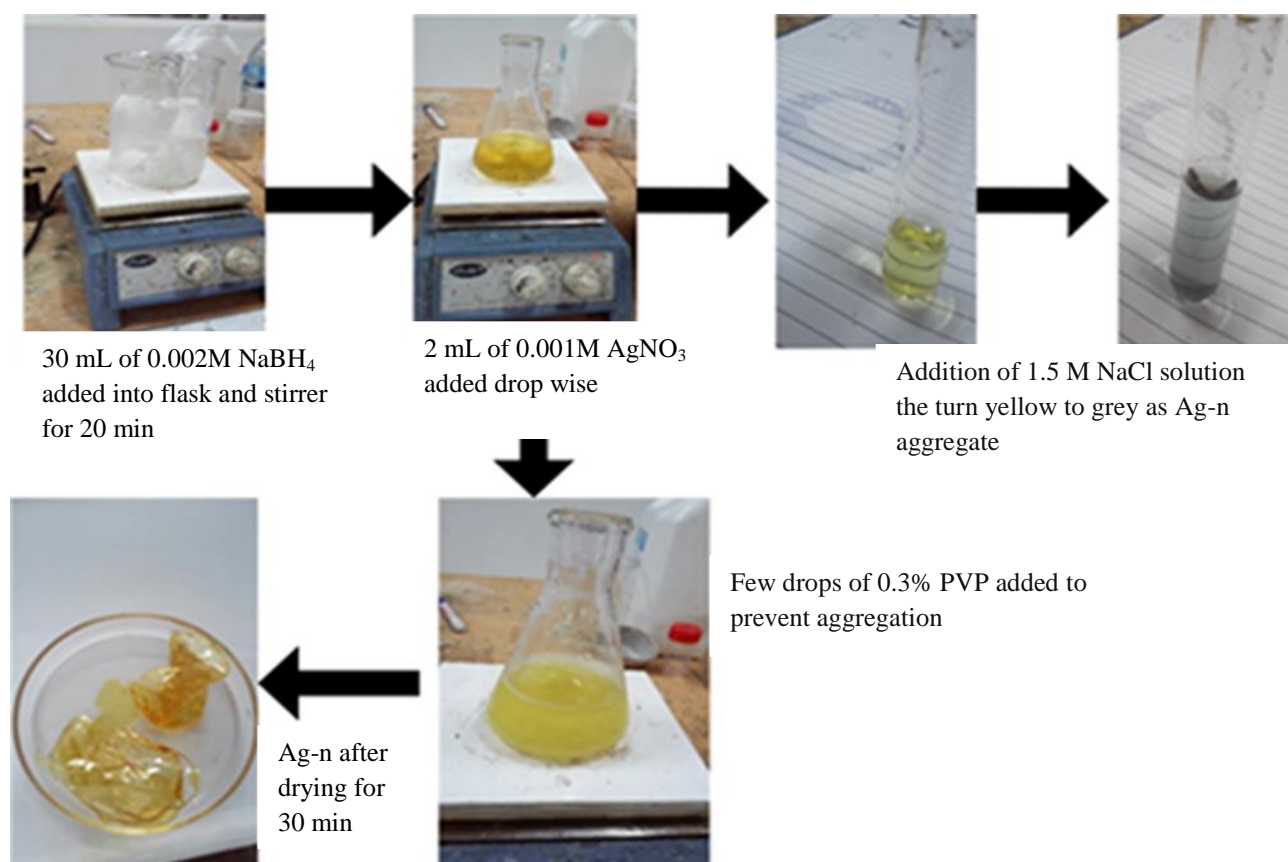 30 mL of 0.002M NaBH₄
added into flask and stirrer
for 20 min
2 mL of 0.001M AgNO₃
added drop wise
Addition of 1.5 M NaCl solution
the turn yellow to grey as Ag-n
aggregate
Few drops of 0.3% PVP added to
prevent aggregation
Ag-n after
drying for
30 min